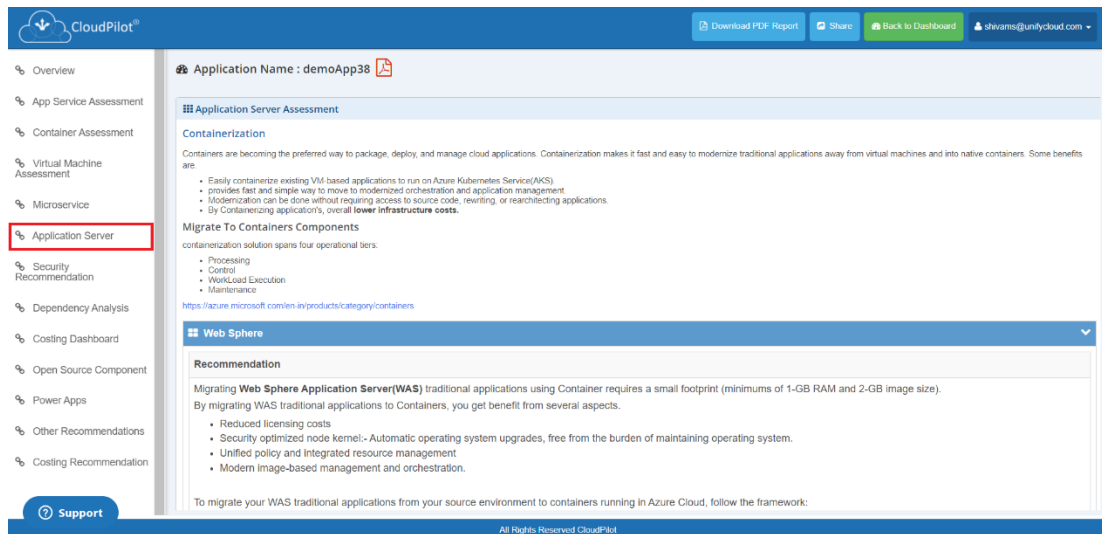 CloudPilot®
Download PDF Report
Share
Back to Dashboard
shivams@unifycloud.com
Overview
App Service Assessment
Container Assessment
Virtual Machine
Assessment
Microservice
Application Server
Security
Recommendation
Dependency Analysis
Costing Dashboard
Open Source Component
Power Apps
Other Recommendations
Costing Recommendation
Support
Application Name : demoApp38
Application Server Assessment
Containerization
Containers are becoming the preferred way to package, deploy, and manage cloud applications. Containerization makes it fast and easy to modernize traditional applications away from virtual machines and into native containers. Some benefits
are.
• Easily containerize existing VM-based applications to run on Azure Kubernetes Service(AKS).
• provides fast and simple way to move to modernized orchestration and application management.
• Modernization can be done without requiring access to source code, rewriting, or rearchitecting applications.
• By Containerizing application's, overall lower infrastructure costs.
Migrate To Containers Components
containerization solution spans four operational tiers:
• Processing
• Control
• WorkLoad Execution
• Maintenance
https://azure.microsoft.com/en-in/products/category/containers
Web Sphere
Recommendation
Migrating Web Sphere Application Server(WAS) traditional applications using Container requires a small footprint (minimums of 1-GB RAM and 2-GB image size).
By migrating WAS traditional applications to Containers, you get benefit from several aspects.
• Reduced licensing costs
• Security optimized node kernel:- Automatic operating system upgrades, free from the burden of maintaining operating system.
• Unified policy and integrated resource management
• Modern image-based management and orchestration.
To migrate your WAS traditional applications from your source environment to containers running in Azure Cloud, follow the framework:
All Rights Reserved CloudPilot